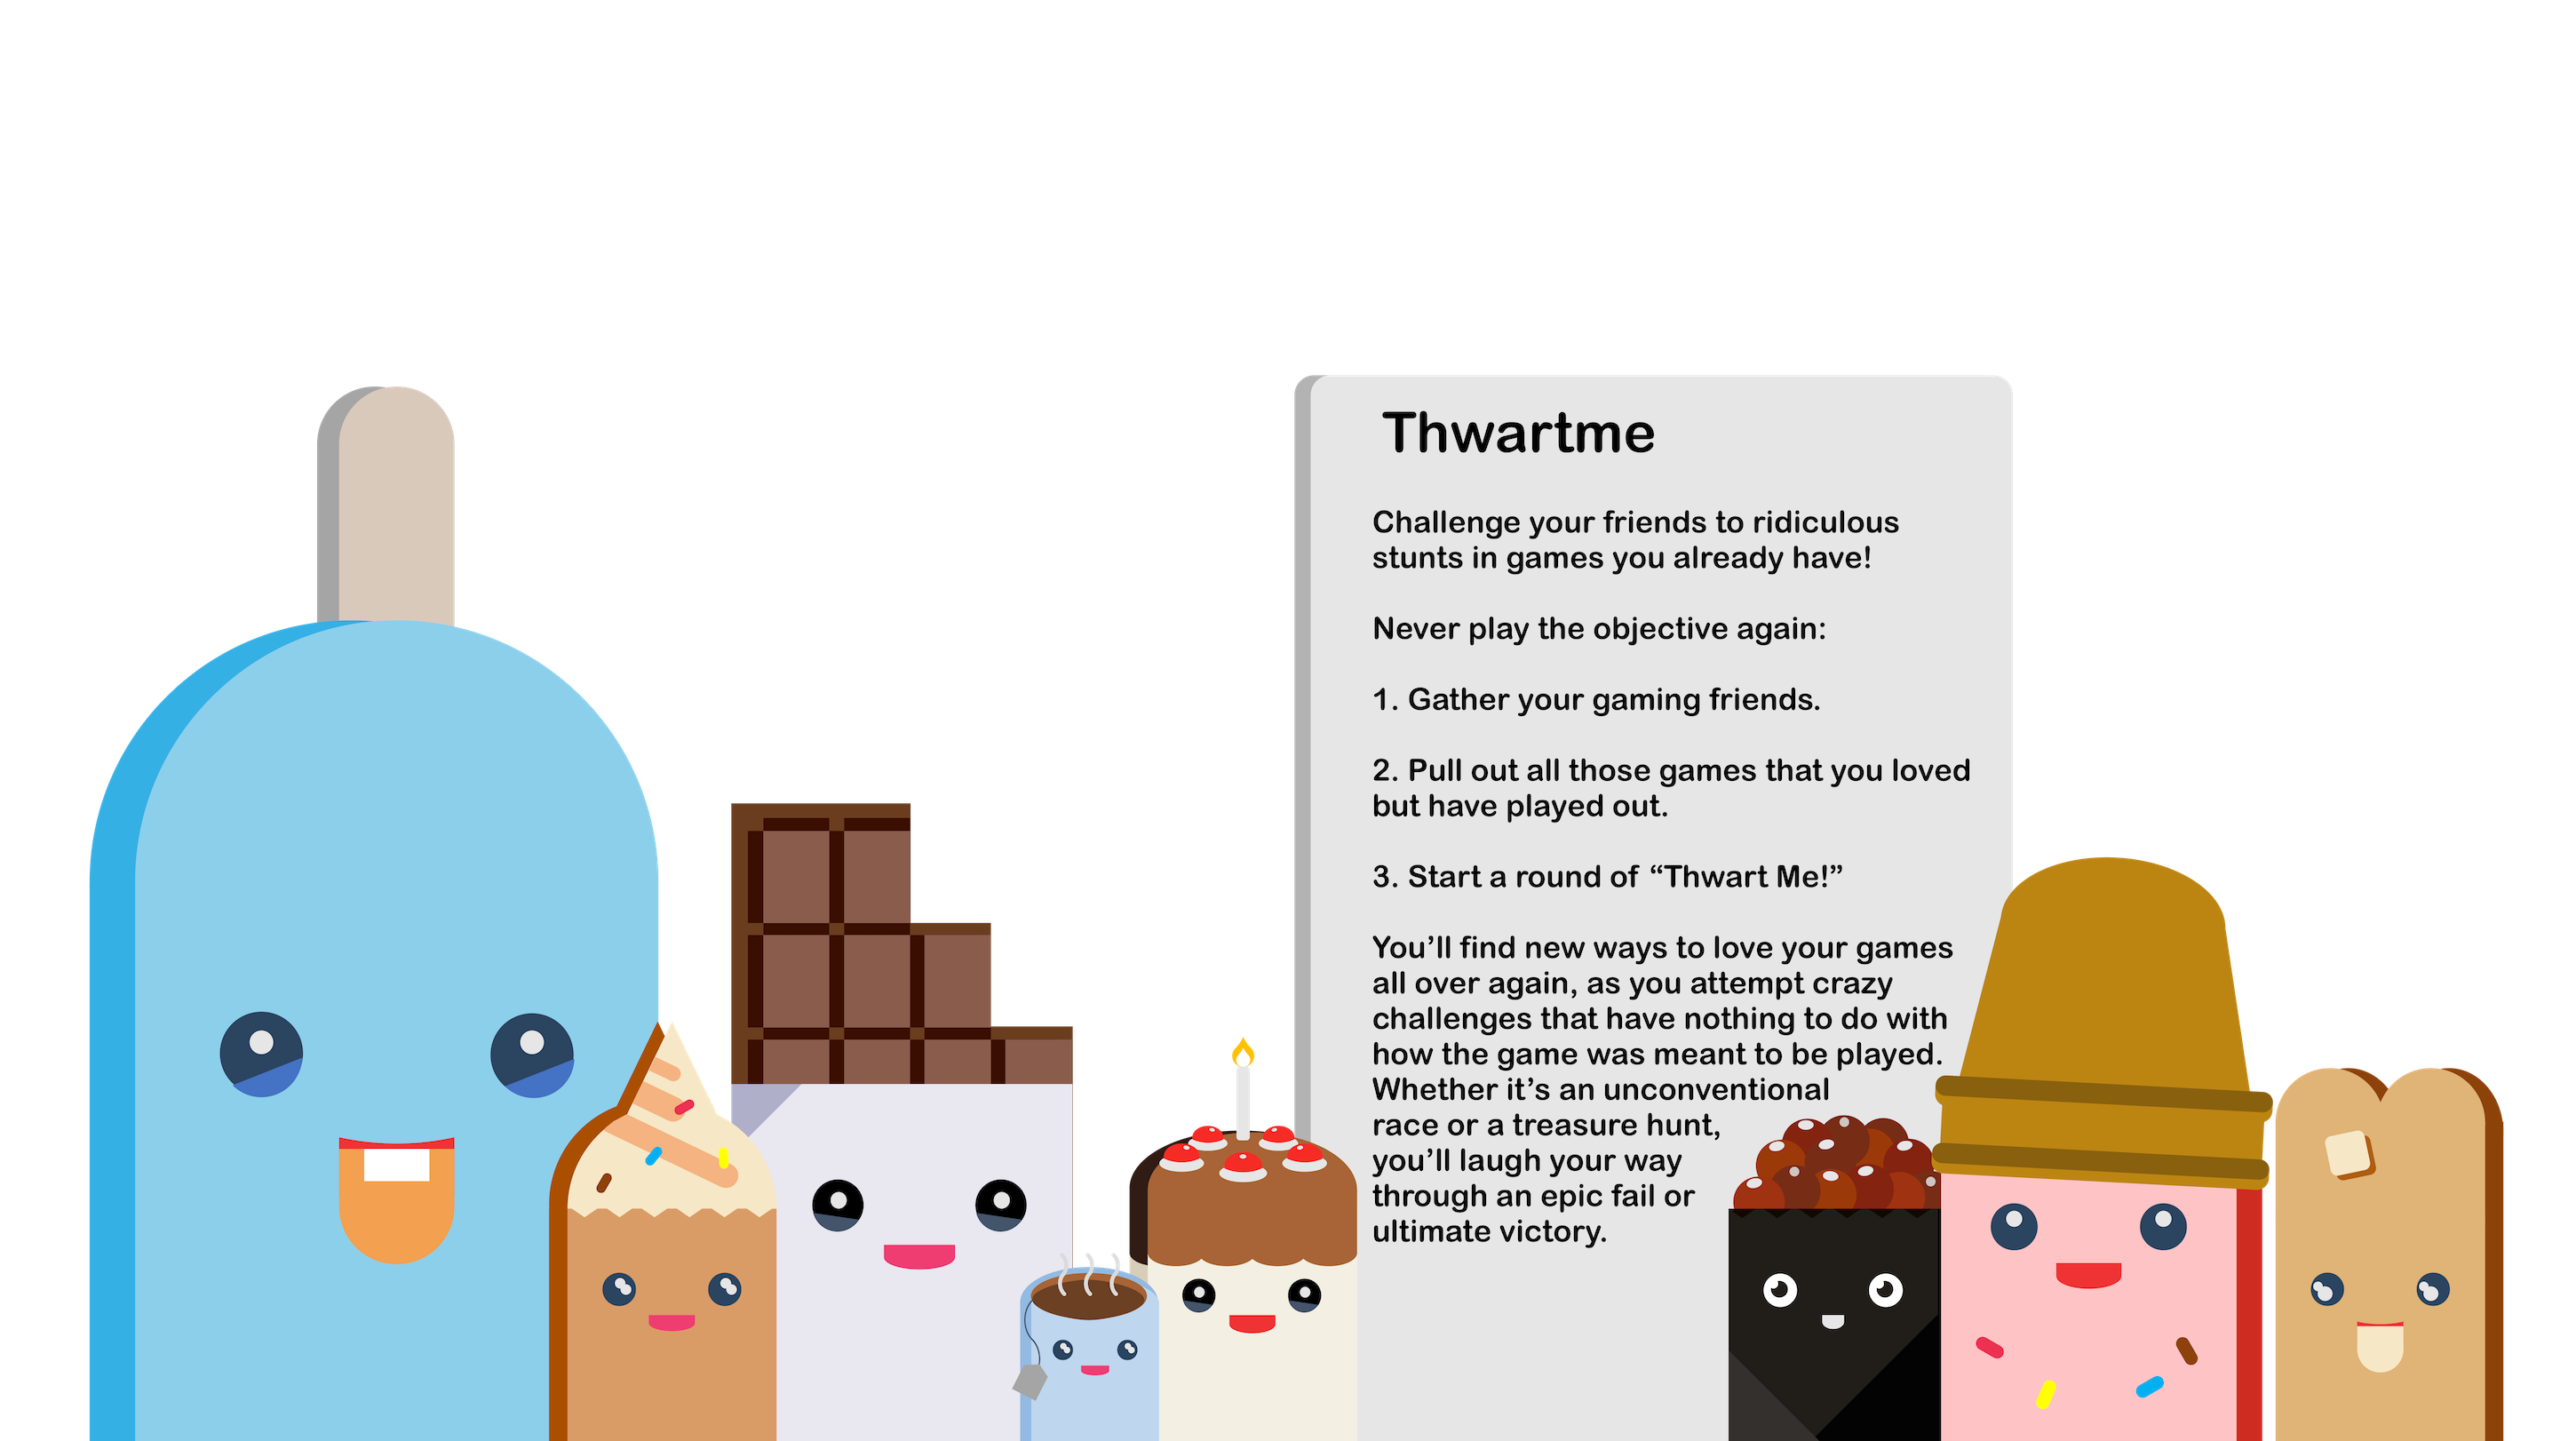 Thwartme
Challenge your friends to ridiculous
stunts in games you already have!
Never play the objective again:
1. Gather your gaming friends.
2. Pull out all those games that you loved
but have played out.
3. Start a round of “Thwart Me!”
You’ll find new ways to love your games
all over again, as you attempt crazy
challenges that have nothing to do with
how the game was meant to be played.
Whether it’s an unconventional
race or a treasure hunt,
you’ll laugh your way
through an epic fail or
ultimate victory.